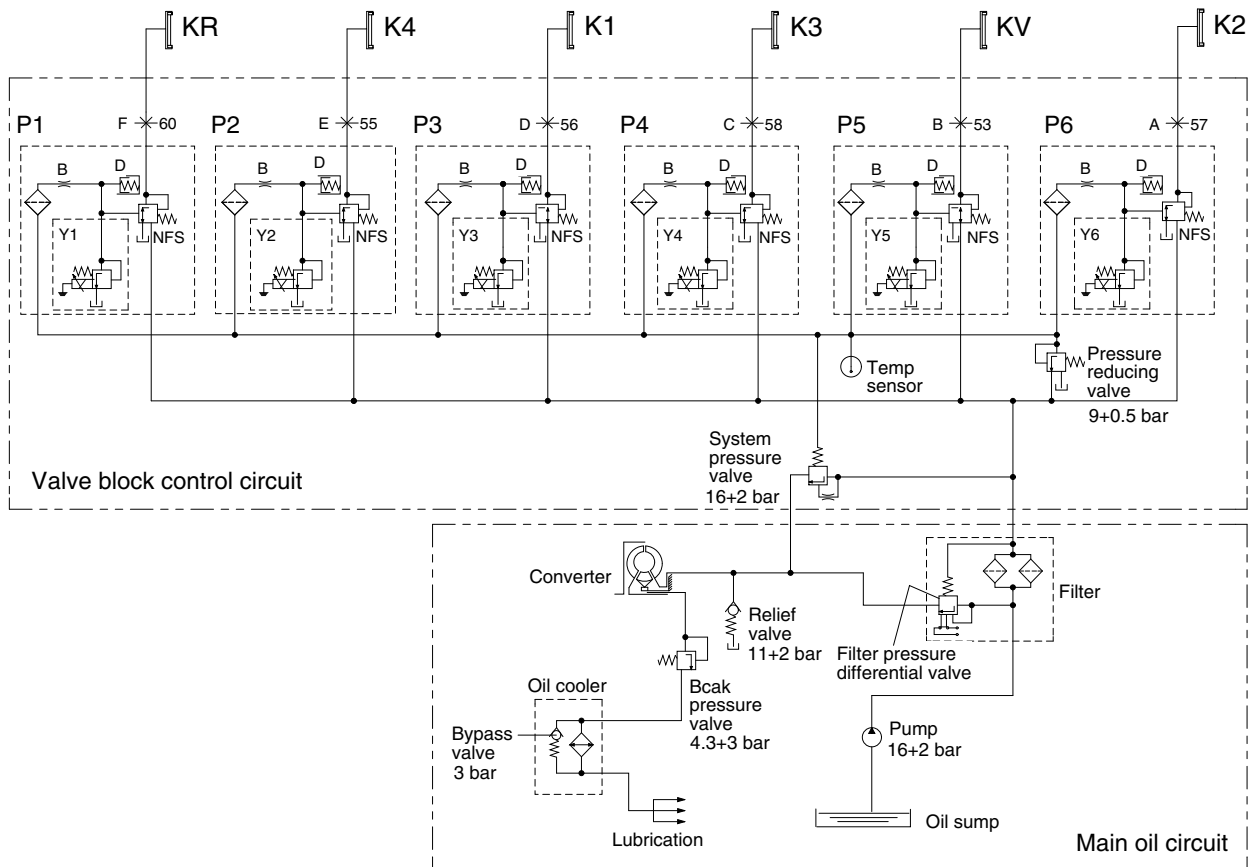 KR K4 K1 K3 KV K2
P1 F 60 P2 E 55 P3 D 56 P4 C 58 P5 B 53 P6 A 57
B D B D B D B D B D B D
Y1 NFS Y2 NFS Y3 NFS Y4 NFS Y5 NFS Y6 NFS
Temp
sensor
Pressure
reducing
valve
9+0.5 bar
System
pressure
valve
16+2 bar
Valve block control circuit
Converter
Relief
valve
11+2 bar
Filter
Filter pressure
differential valve
Oil cooler
Bcak
pressure
valve
4.3+3 bar
Bypass
valve
3 bar
Pump
16+2 bar
Lubrication
Oil sump
Main oil circuit